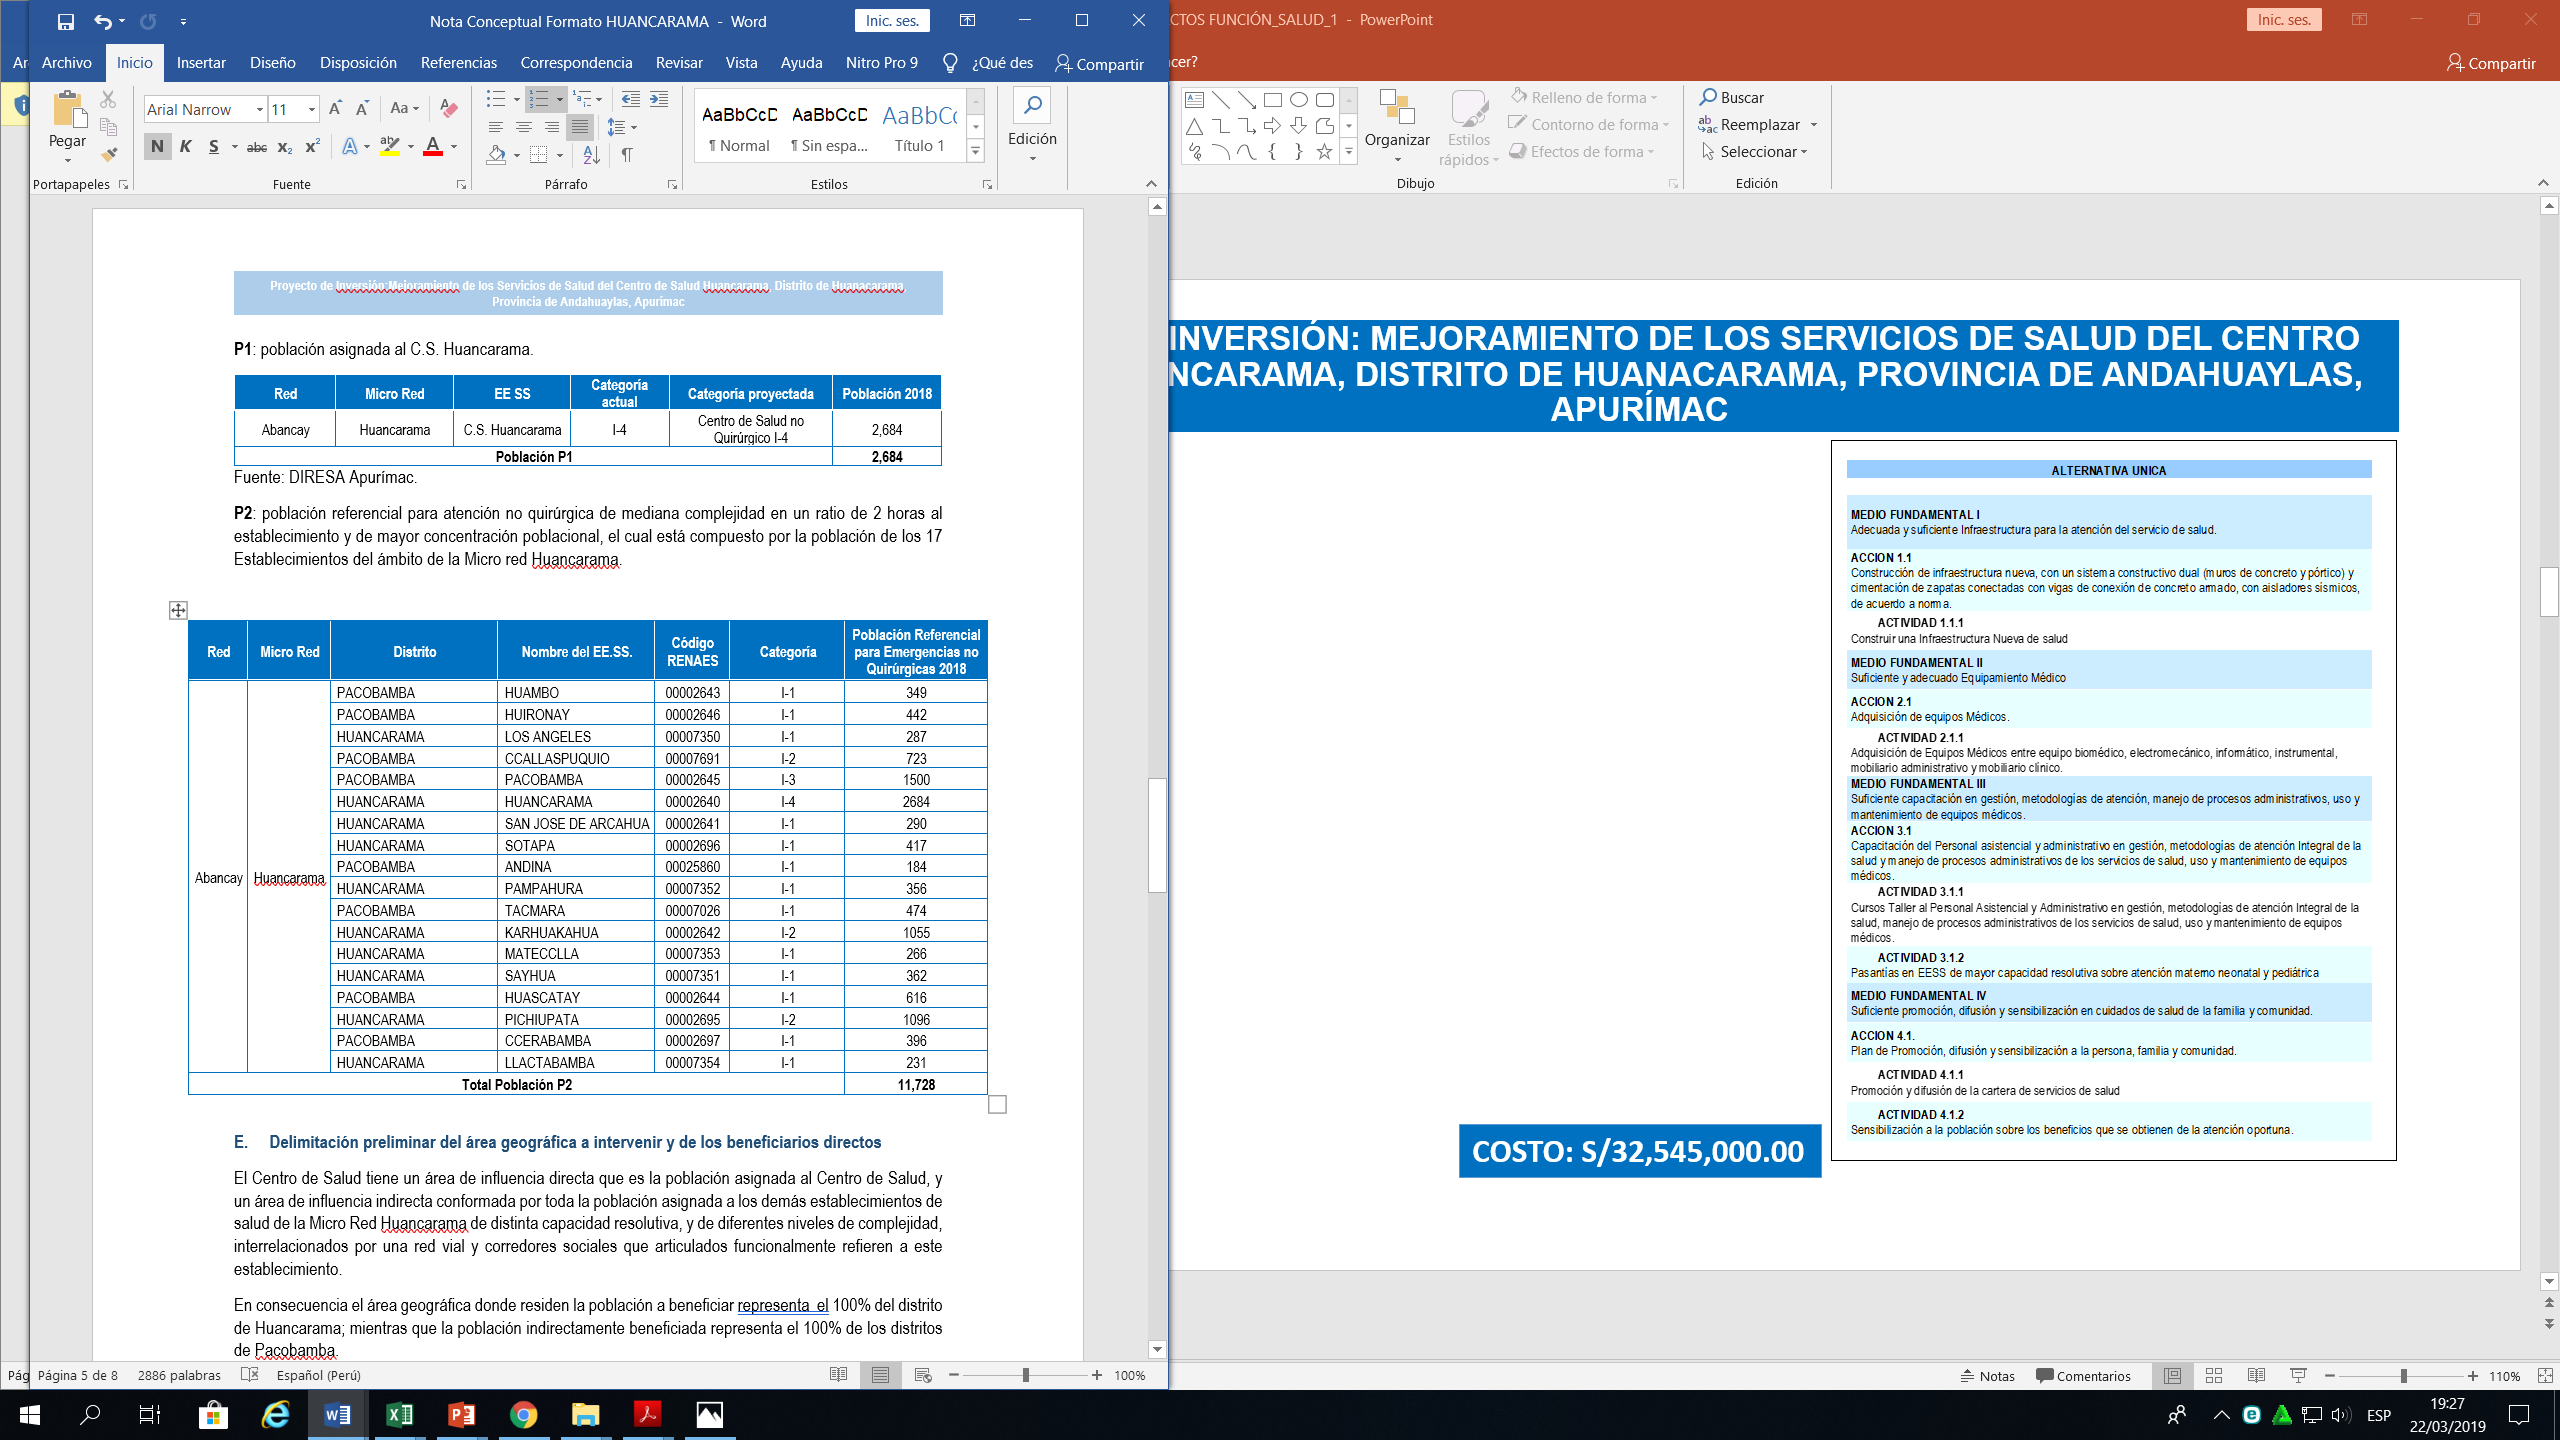 Nota Conceptual Formato HUANCARAMA - Word
Inic. ses.
Archivo Inicio Insertar Diseño Disposición Referencias Correspondencia Revisar Vista Ayuda Nitro Pro 9 ¿Qué des Compartir
Pegar
Arial Narrow 11
N K S abc x₂ x²
AaBbCcD AaBbCcD AaBbCc
¶ Normal ¶ Sin espa... Título 1
Edición
Portapapeles Fuente Párrafo Estilos
Proyecto de Inversión:Mejoramiento de los Servicios de Salud del Centro de Salud Huancarama, Distrito de Huanacarama,
Provincia de Andahuaylas, Apurimac
P1: población asignada al C.S. Huancarama.
Red Micro Red EE SS Categoría actual Categoría proyectada Población 2018
Abancay Huancarama C.S. Huancarama I-4 Centro de Salud no Quirúrgico I-4 2,684
Población P1 2,684
Fuente: DIRESA Apurímac.
P2: población referencial para atención no quirúrgica de mediana complejidad en un ratio de 2 horas al
establecimiento y de mayor concentración poblacional, el cual está compuesto por la población de los 17
Establecimientos del ámbito de la Micro red Huancarama.
Red Micro Red Distrito Nombre del EE.SS. Código RENAES Categoría Población Referencial para Emergencias no Quirúrgicas 2018
Abancay Huancarama
PACOBAMBA HUAMBO 00002643 I-1 349
PACOBAMBA HUIRONAY 00002646 I-1 442
HUANCARAMA LOS ANGELES 00007350 I-1 287
PACOBAMBA CCALLASPUQUIO 00007691 I-2 723
PACOBAMBA PACOBAMBA 00002645 I-3 1500
HUANCARAMA HUANCARAMA 00002640 I-4 2684
HUANCARAMA SAN JOSE DE ARCAHUA 00002641 I-1 290
HUANCARAMA SOTAPA 00002696 I-1 417
PACOBAMBA ANDINA 00025860 I-1 184
HUANCARAMA PAMPAHURA 00007352 I-1 356
PACOBAMBA TACMARA 00007026 I-1 474
HUANCARAMA KARHUAKAHUA 00002642 I-2 1055
HUANCARAMA MATECCLLA 00007353 I-1 266
HUANCARAMA SAYHUA 00007351 I-1 362
PACOBAMBA HUASCATAY 00002644 I-1 616
HUANCARAMA PICHIUPATA 00002695 I-2 1096
PACOBAMBA CCERABAMBA 00002697 I-1 396
HUANCARAMA LLACTABAMBA 00007354 I-1 231
Total Población P2 11,728
E. Delimitación preliminar del área geográfica a intervenir y de los beneficiarios directos
El Centro de Salud tiene un área de influencia directa que es la población asignada al Centro de Salud, y
un área de influencia indirecta conformada por toda la población asignada a los demás establecimientos de
salud de la Micro Red Huancarama de distinta capacidad resolutiva, y de diferentes niveles de complejidad,
interrelacionados por una red vial y corredores sociales que articulados funcionalmente refieren a este
establecimiento.
En consecuencia el área geográfica donde residen la población a beneficiar representa el 100% del distrito
de Huancarama; mientras que la población indirectamente beneficiada representa el 100% de los distritos
de Pacobamba.
Pág Página 5 de 8 2886 palabras Español (Perú) 100%
CTOS FUNCIÓN_SALUD_1 - PowerPoint
Inic. ses.
cer? Compartir
Organizar
Estilos rápidos
Relleno de forma
Contorno de forma
Efectos de forma
Buscar
Reemplazar
Seleccionar
Dibujo Edición
INVERSIÓN: MEJORAMIENTO DE LOS SERVICIOS DE SALUD DEL CENTRO
NCARAMA, DISTRITO DE HUANACARAMA, PROVINCIA DE ANDAHUAYLAS,
APURÍMAC
ALTERNATIVA UNICA
MEDIO FUNDAMENTAL I
Adecuada y suficiente Infraestructura para la atención del servicio de salud.
ACCION 1.1
Construcción de infraestructura nueva, con un sistema constructivo dual (muros de concreto y pórtico) y
cimentación de zapatas conectadas con vigas de conexión de concreto armado, con aisladores sísmicos,
de acuerdo a norma.
ACTIVIDAD 1.1.1
Construir una Infraestructura Nueva de salud
MEDIO FUNDAMENTAL II
Suficiente y adecuado Equipamiento Médico
ACCION 2.1
Adquisición de equipos Médicos.
ACTIVIDAD 2.1.1
Adquisición de Equipos Médicos entre equipo biomédico, electromecánico, informático, instrumental,
mobiliario administrativo y mobiliario clínico.
MEDIO FUNDAMENTAL III
Suficiente capacitación en gestión, metodologías de atención, manejo de procesos administrativos, uso y
mantenimiento de equipos médicos.
ACCION 3.1
Capacitación del Personal asistencial y administrativo en gestión, metodologías de atención Integral de la
salud y manejo de procesos administrativos de los servicios de salud, uso y mantenimiento de equipos
médicos.
ACTIVIDAD 3.1.1
Cursos Taller al Personal Asistencial y Administrativo en gestión, metodologías de atención Integral de la
salud, manejo de procesos administrativos de los servicios de salud, uso y mantenimiento de equipos
médicos.
ACTIVIDAD 3.1.2
Pasantías en EESS de mayor capacidad resolutiva sobre atención materno neonatal y pediátrica
MEDIO FUNDAMENTAL IV
Suficiente promoción, difusión y sensibilización en cuidados de salud de la familia y comunidad.
ACCION 4.1.
Plan de Promoción, difusión y sensibilización a la persona, familia y comunidad.
ACTIVIDAD 4.1.1
Promoción y difusión de la cartera de servicios de salud
ACTIVIDAD 4.1.2
Sensibilización a la población sobre los beneficios que se obtienen de la atención oportuna.
COSTO: S/32,545,000.00
Notas Comentarios 110%
ESP
19:27
22/03/2019